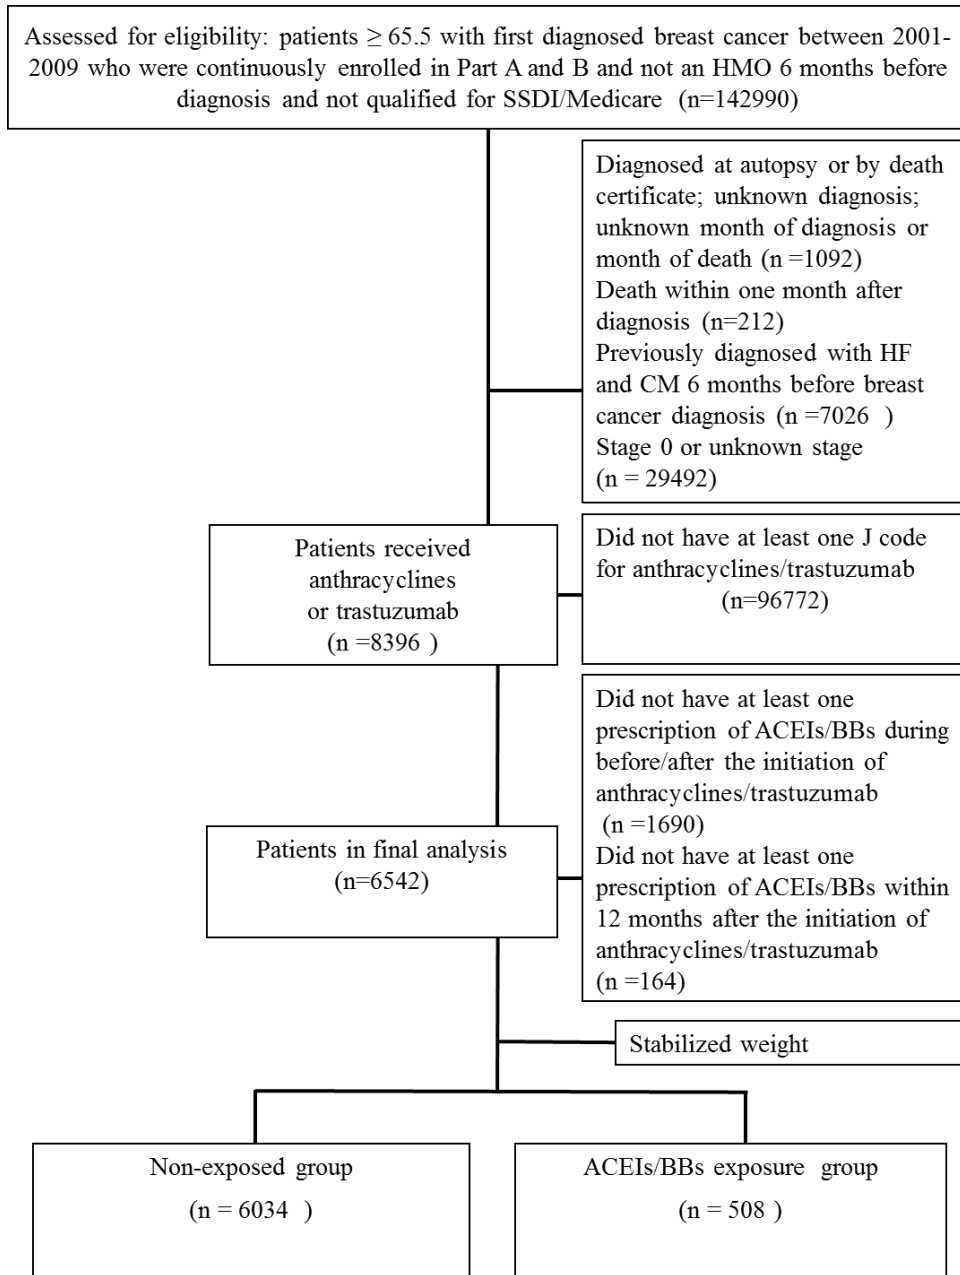 Assessed for eligibility: patients ≥ 65.5 with first diagnosed breast cancer between 2001-
2009 who were continuously enrolled in Part A and B and not an HMO 6 months before
diagnosis and not qualified for SSDI/Medicare (n=142990)
Diagnosed at autopsy or by death
certificate; unknown diagnosis;
unknown month of diagnosis or
month of death (n =1092)
Death within one month after
diagnosis (n=212)
Previously diagnosed with HF
and CM 6 months before breast
cancer diagnosis (n =7026 )
Stage 0 or unknown stage
(n = 29492)
Patients received
anthracyclines
or trastuzumab
(n =8396 )
Did not have at least one J code
for anthracyclines/trastuzumab
(n=96772)
Did not have at least one
prescription of ACEIs/BBs during
before/after the initiation of
anthracyclines/trastuzumab
(n =1690)
Did not have at least one
prescription of ACEIs/BBs within
12 months after the initiation of
anthracyclines/trastuzumab
(n =164)
Patients in final analysis
(n=6542)
Stabilized weight
Non-exposed group
(n = 6034 )
ACEIs/BBs exposure group
(n = 508 )